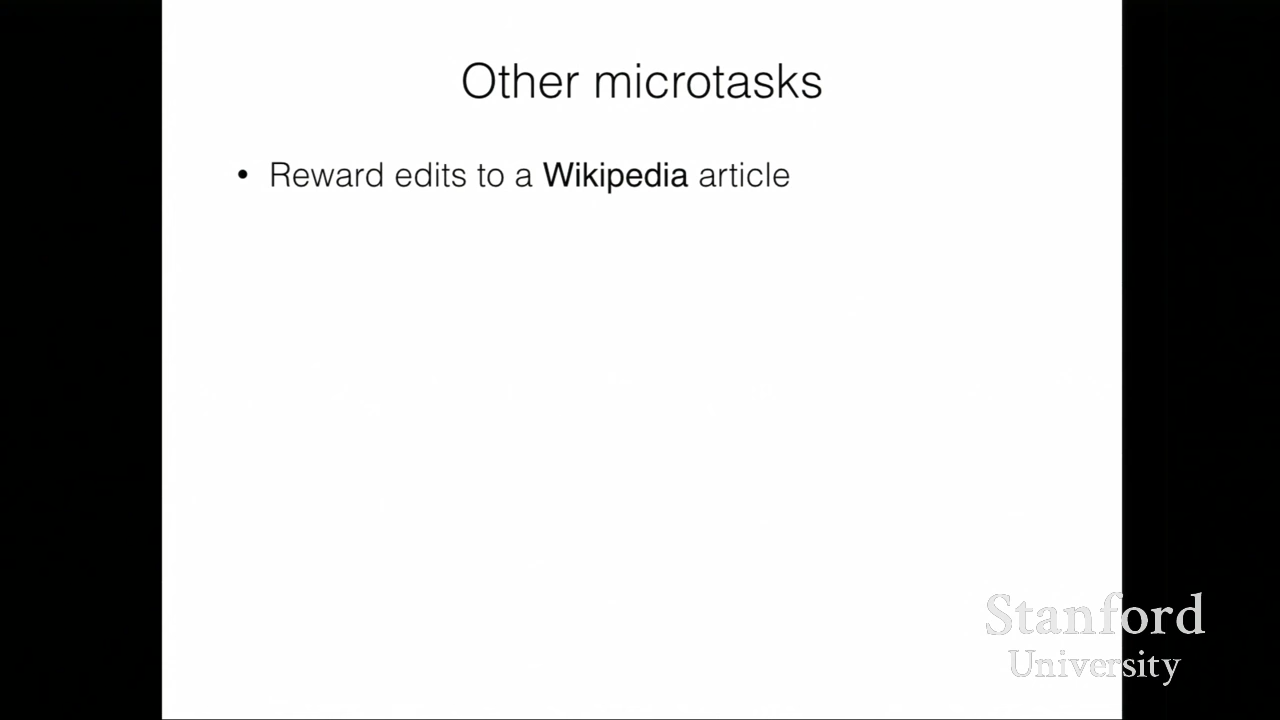 Other microtasks
• Reward edits to a Wikipedia article
Stanford
University